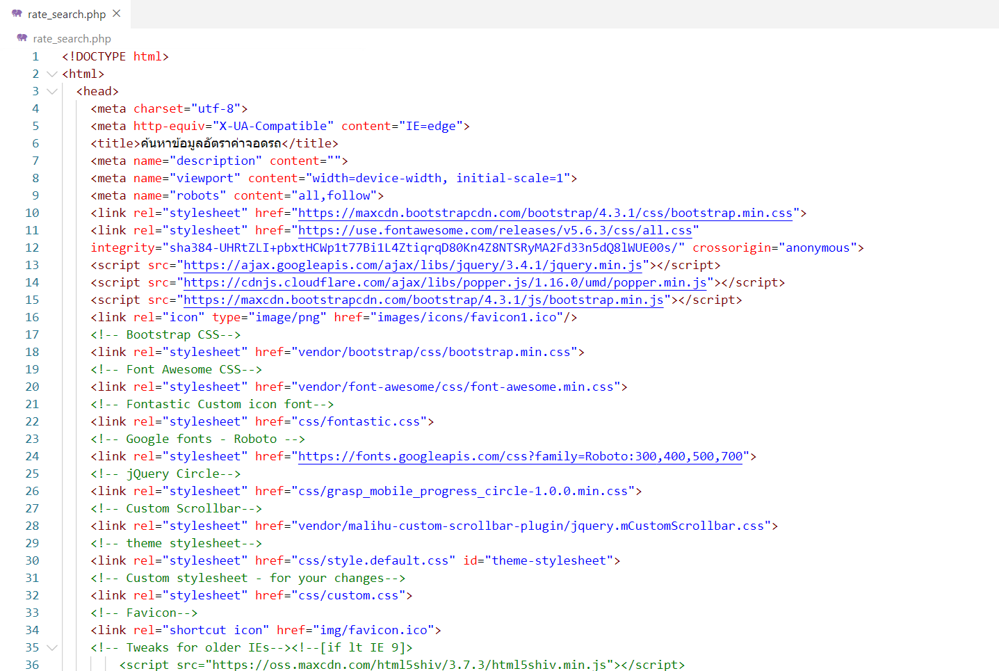 rate_search.php
rate_search.php
1 <!DOCTYPE html>
2 <html>
3 <head>
4 <meta charset="utf-8">
5 <meta http-equiv="X-UA-Compatible" content="IE=edge">
6 <title>ค้นหาข้อมูลอัตราค่าจอดรถ</title>
7 <meta name="description" content="">
8 <meta name="viewport" content="width=device-width, initial-scale=1">
9 <meta name="robots" content="all,follow">
10 <link rel="stylesheet" href="https://maxcdn.bootstrapcdn.com/bootstrap/4.3.1/css/bootstrap.min.css">
11 <link rel="stylesheet" href="https://use.fontawesome.com/releases/v5.6.3/css/all.css"
12 integrity="sha384-UHRtZLI+pbxtHCWp1t77Bi1L4ZtiqrqD80Kn4Z8NTSRyMA2Fd33n5dQ8lWUE00s/" crossorigin="anonymous">
13 <script src="https://ajax.googleapis.com/ajax/libs/jquery/3.4.1/jquery.min.js"></script>
14 <script src="https://cdnjs.cloudflare.com/ajax/libs/popper.js/1.16.0/umd/popper.min.js"></script>
15 <script src="https://maxcdn.bootstrapcdn.com/bootstrap/4.3.1/js/bootstrap.min.js"></script>
16 <link rel="icon" type="image/png" href="images/icons/favicon1.ico"/>
17 <!-- Bootstrap CSS-->
18 <link rel="stylesheet" href="vendor/bootstrap/css/bootstrap.min.css">
19 <!-- Font Awesome CSS-->
20 <link rel="stylesheet" href="vendor/font-awesome/css/font-awesome.min.css">
21 <!-- Fontastic Custom icon font-->
22 <link rel="stylesheet" href="css/fontastic.css">
23 <!-- Google fonts - Roboto -->
24 <link rel="stylesheet" href="https://fonts.googleapis.com/css?family=Roboto:300,400,500,700">
25 <!-- jQuery Circle-->
26 <link rel="stylesheet" href="css/grasp_mobile_progress_circle-1.0.0.min.css">
27 <!-- Custom Scrollbar-->
28 <link rel="stylesheet" href="vendor/malihu-custom-scrollbar-plugin/jquery.mCustomScrollbar.css">
29 <!-- theme stylesheet-->
30 <link rel="stylesheet" href="css/style.default.css" id="theme-stylesheet">
31 <!-- Custom stylesheet - for your changes-->
32 <link rel="stylesheet" href="css/custom.css">
33 <!-- Favicon-->
34 <link rel="shortcut icon" href="img/favicon.ico">
35 <!-- Tweaks for older IEs--><!--[if lt IE 9]>
36 <script src="https://oss.maxcdn.com/html5shiv/3.7.3/html5shiv.min.js"></script>